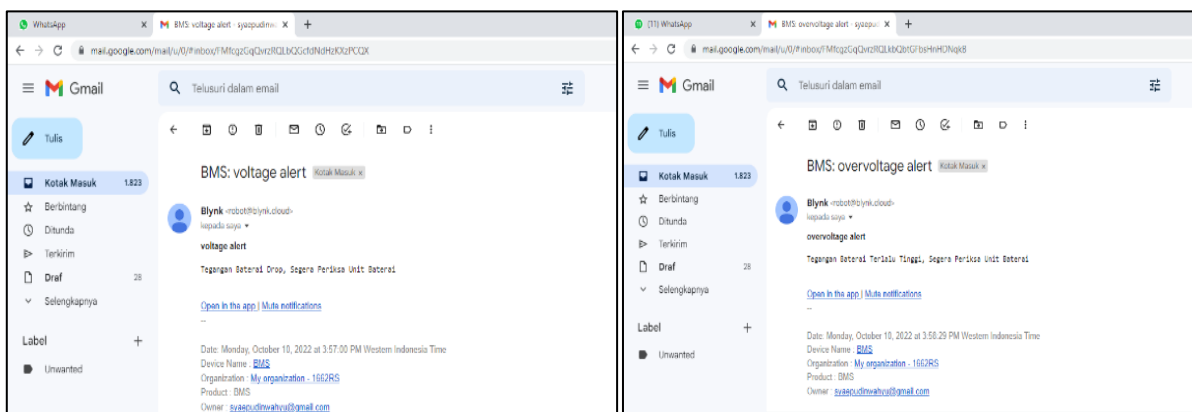 WhatsApp
BMS: voltage alert - syaepudinwa
mail.google.com/mail/u/0/#inbox/
Gmail
Telusuri dalam email
Tulis
Kotak Masuk 1.823
Berbintang
Ditunda
Terkirim
Draf 28
Selengkapnya
Label
Unwanted
BMS: voltage alert Kotak Masuk x
Blynk <robot@blynk.cloud>
kepada saya
voltage alert
Tegangan Baterai Drop, Segera Periksa Unit Baterai
Open in the app | Mute notifications
--
Date: Monday, October 10, 2022 at 3:57:00 PM Western Indonesia Time
Device Name : BMS
Organization : My organization - 1662RS
Product : BMS
Owner : syaepudinwahyu@gmail.com
(11) WhatsApp
BMS: overvoltage alert - syaepud
mail.google.com/mail/u/0/#inbox/
Gmail
Telusuri dalam email
Tulis
Kotak Masuk 1.823
Berbintang
Ditunda
Terkirim
Draf 28
Selengkapnya
Label
Unwanted
BMS: overvoltage alert Kotak Masuk x
Blynk <robot@blynk.cloud>
kepada saya
overvoltage alert
Tegangan Baterai Terlalu Tinggi, Segera Periksa Unit Baterai
Open in the app | Mute notifications
--
Date: Monday, October 10, 2022 at 3:58:29 PM Western Indonesia Time
Device Name : BMS
Organization : My organization - 1662RS
Product : BMS
Owner : syaepudinwahyu@gmail.com